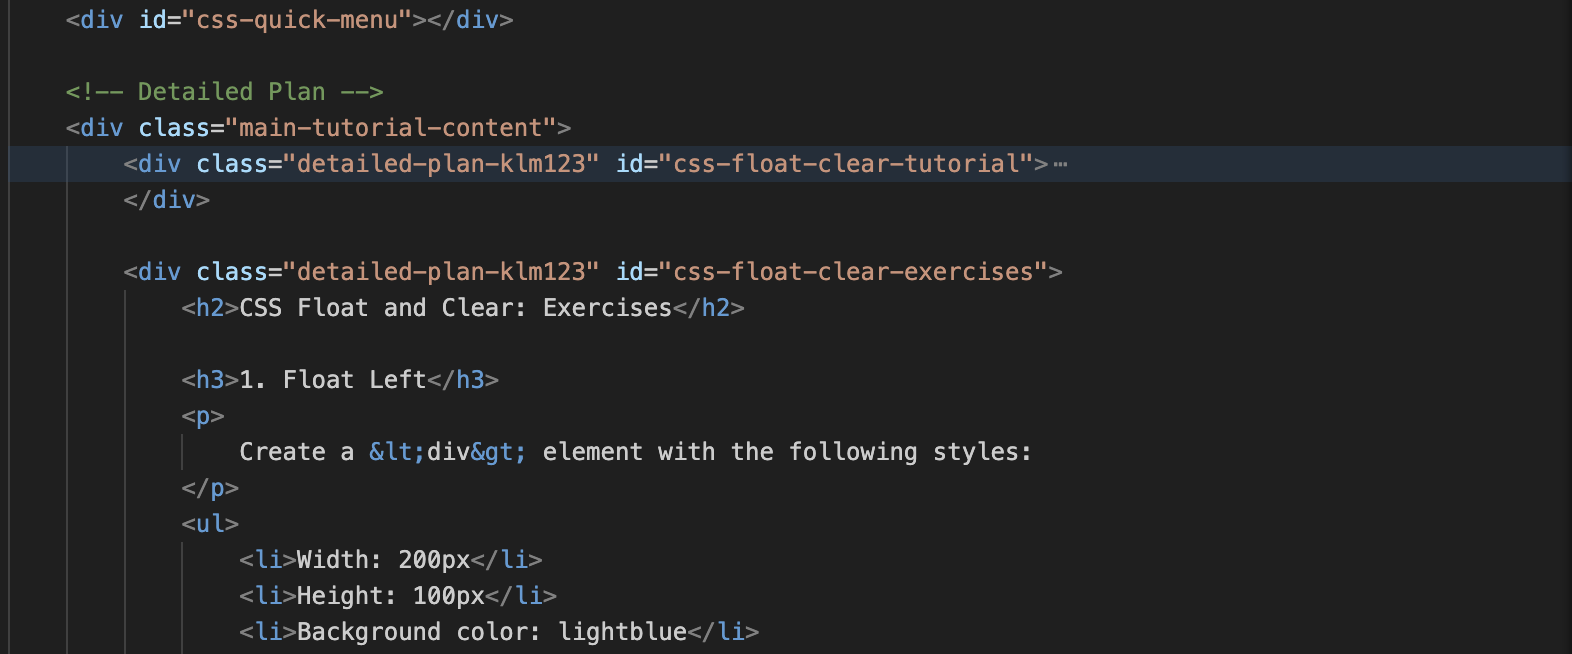 <div id="css-quick-menu"></div>
<!-- Detailed Plan -->
<div class="main-tutorial-content">
<div class="detailed-plan-klm123" id="css-float-clear-tutorial">⋯
</div>
<div class="detailed-plan-klm123" id="css-float-clear-exercises">
<h2>CSS Float and Clear: Exercises</h2>
<h3>1. Float Left</h3>
<p>
Create a &lt;div&gt; element with the following styles:
</p>
<ul>
<li>Width: 200px</li>
<li>Height: 100px</li>
<li>Background color: lightblue</li>